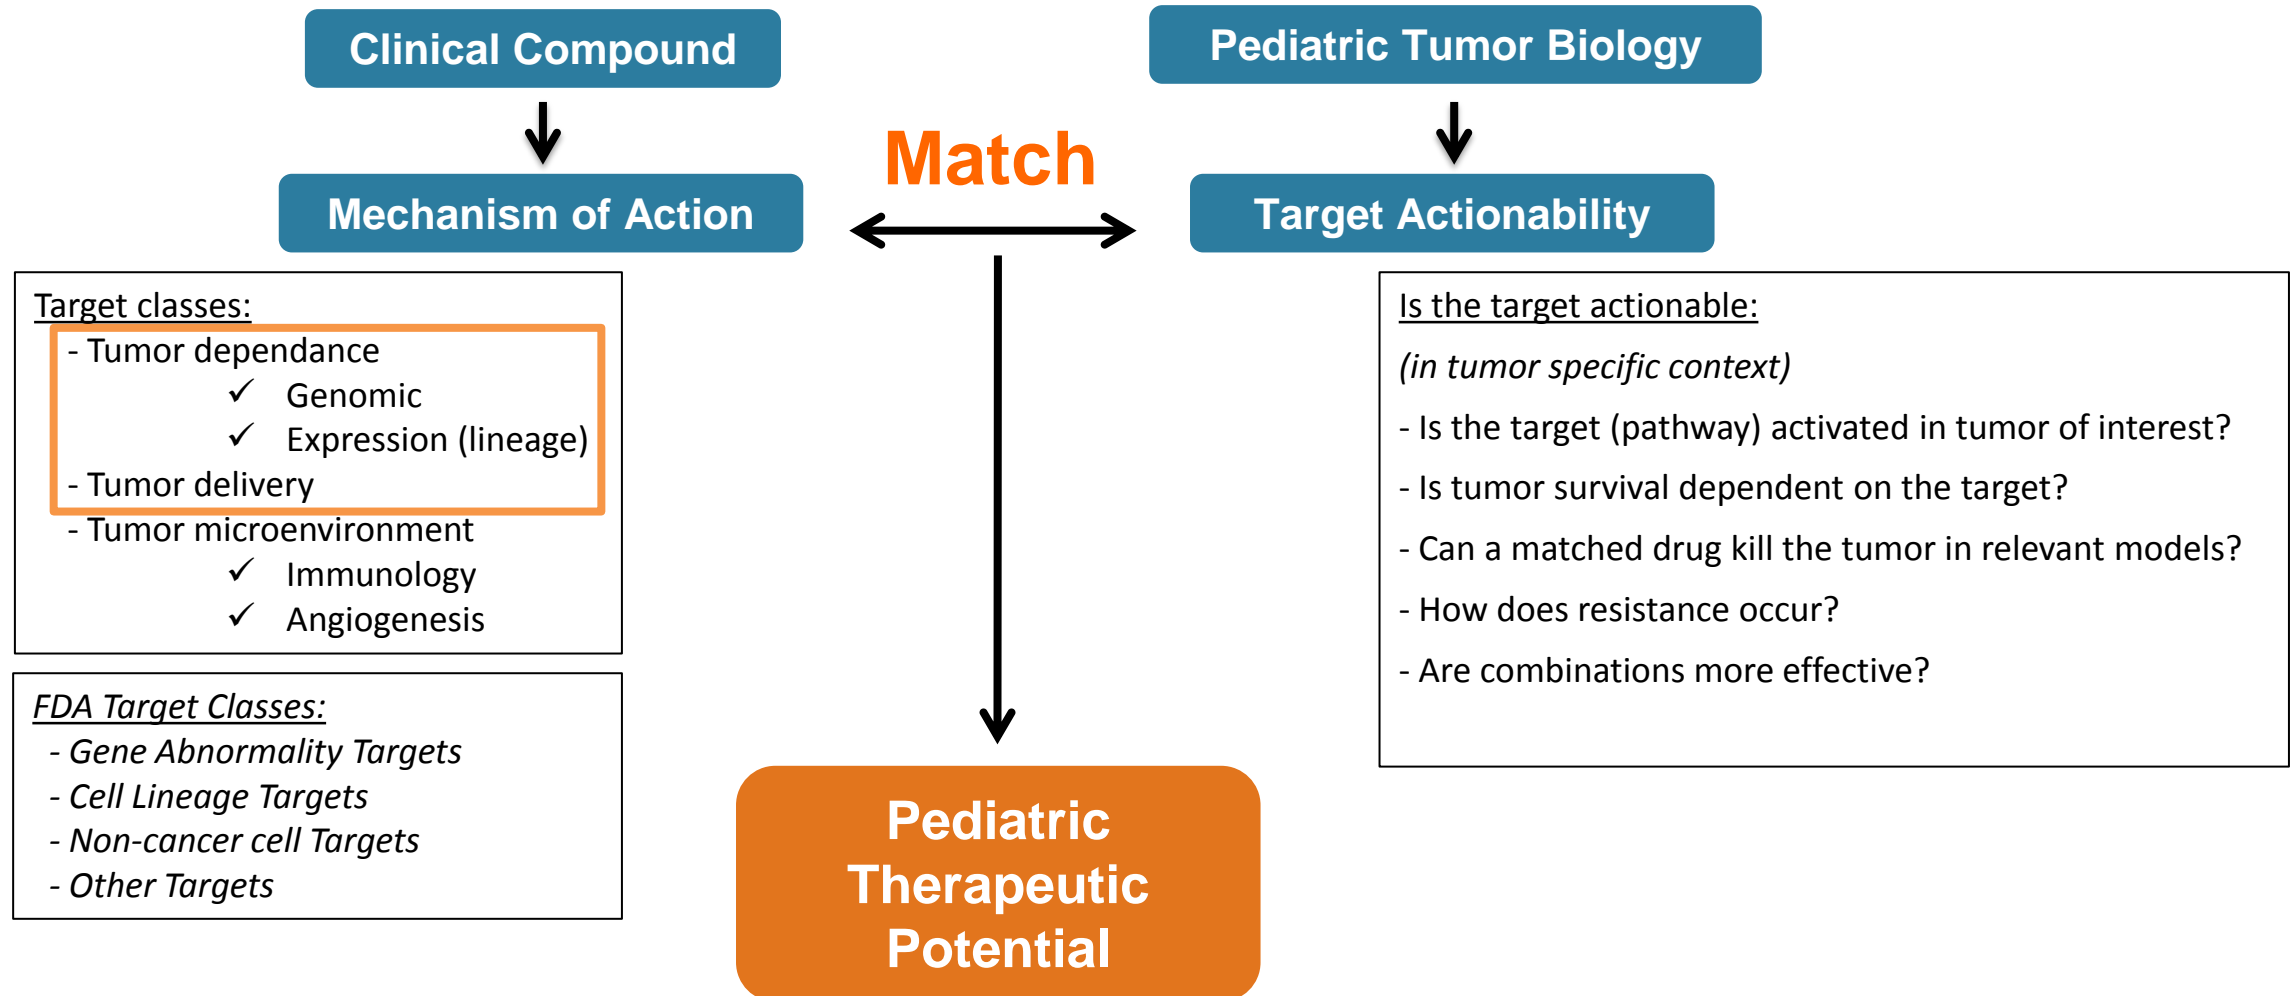 Clinical Compound
Pediatric Tumor Biology
Match
Mechanism of Action
Target Actionability
Target classes:
- Tumor dependance
✓ Genomic
✓ Expression (lineage)
- Tumor delivery
- Tumor microenvironment
✓ Immunology
✓ Angiogenesis
FDA Target Classes:
- Gene Abnormality Targets
- Cell Lineage Targets
- Non-cancer cell Targets
- Other Targets
Is the target actionable:
(in tumor specific context)
- Is the target (pathway) activated in tumor of interest?
- Is tumor survival dependent on the target?
- Can a matched drug kill the tumor in relevant models?
- How does resistance occur?
- Are combinations more effective?
Pediatric
Therapeutic
Potential